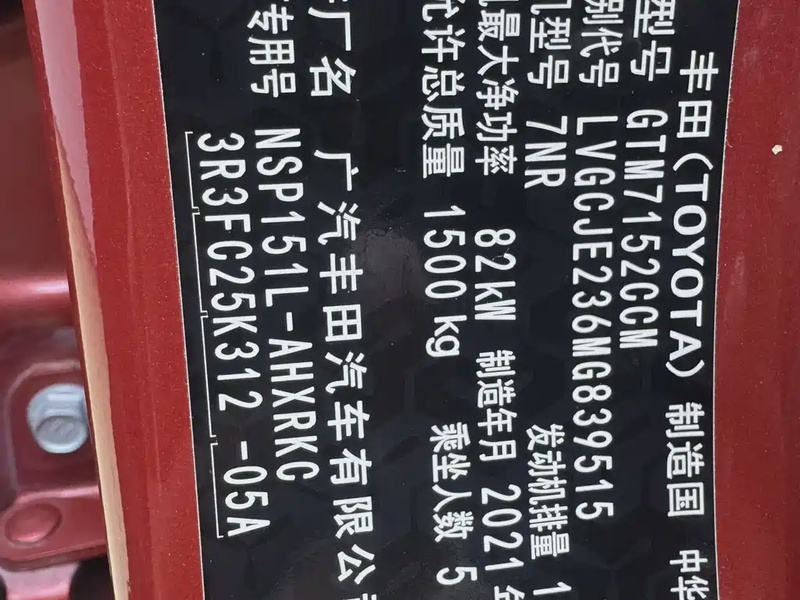 丰田(TOYOTA) 制造国 中华
型号 GTM7152CCM
别代号 LVGCJE236MG839515
机型号 7NR 发动机排量 1
最大净功率 82kW 制造年月 2021
允许总质量 1500 kg 乘坐人数 5
厂名 广汽丰田汽车有限公
专用号 NSP151L-AHXRKC
3R3FC25K312 -05A